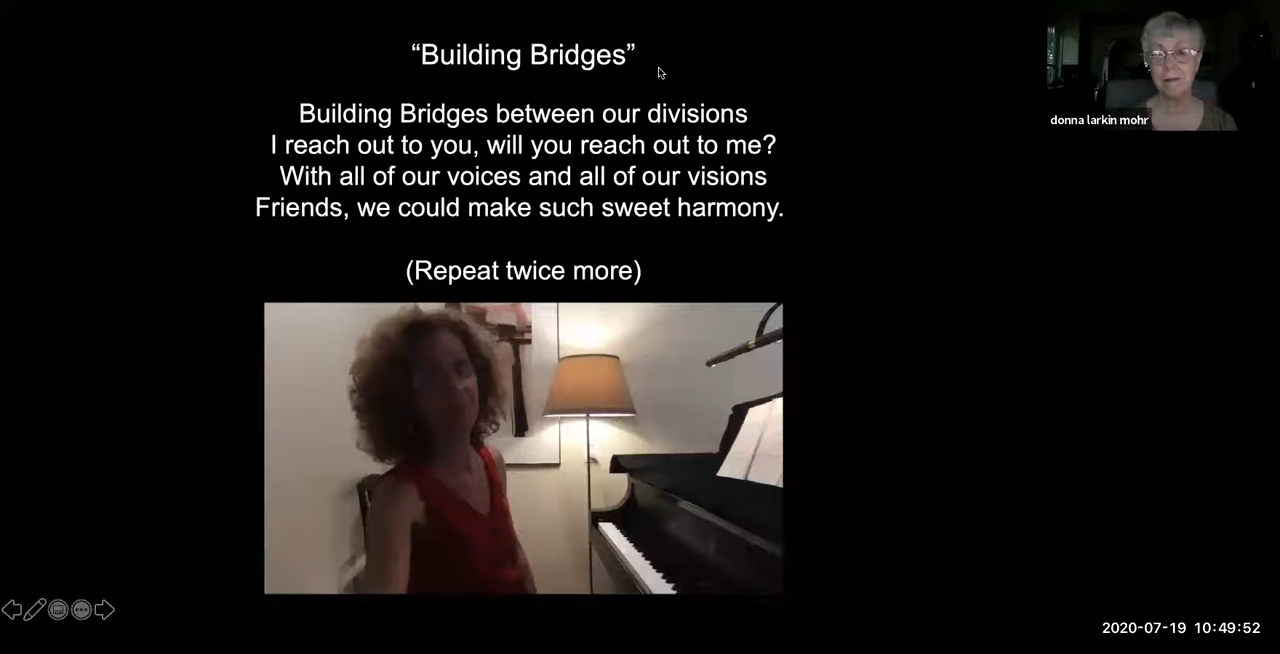 “Building Bridges”
Building Bridges between our divisions
I reach out to you, will you reach out to me?
With all of our voices and all of our visions
Friends, we could make such sweet harmony.
(Repeat twice more)
donna larkin mohr
2020-07-19 10:49:52